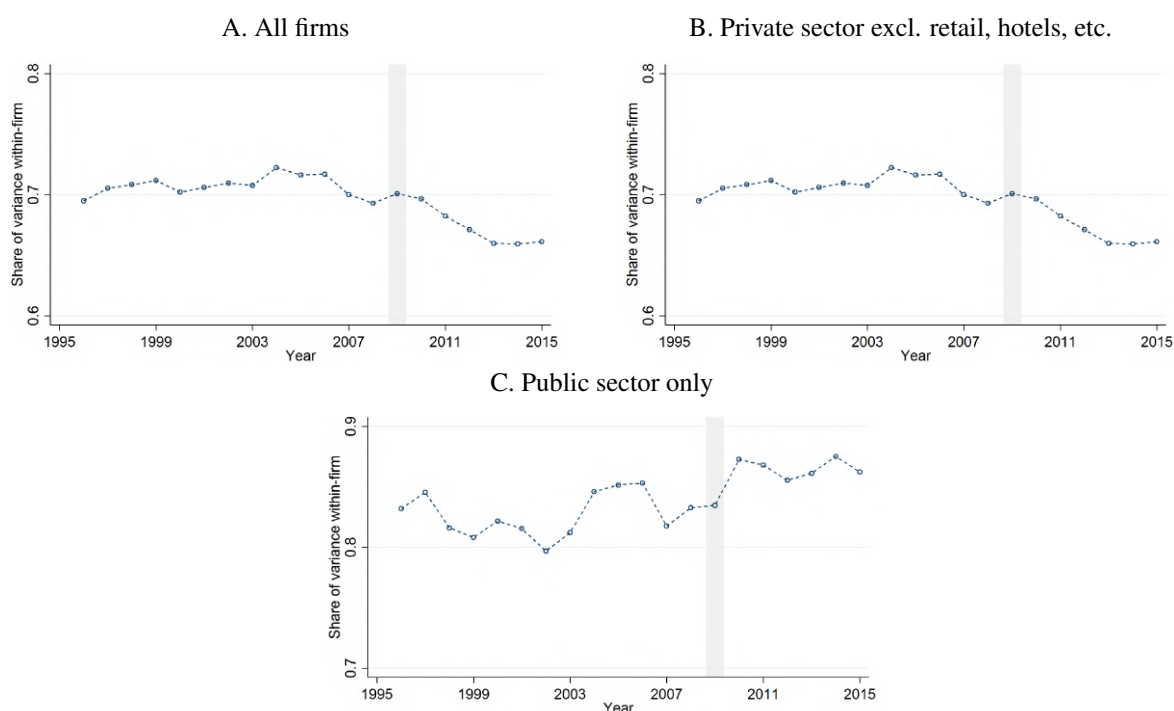 A. All firms
B. Private sector excl. retail, hotels, etc.
Share of variance within-firm
0.8
0.7
0.6
1995 1999 2003 2007 2011 2015
Year
Share of variance within-firm
0.8
0.7
0.6
1995 1999 2003 2007 2011 2015
Year
C. Public sector only
Share of variance within-firm
0.9
0.8
0.7
1995 1999 2003 2007 2011 2015
Year